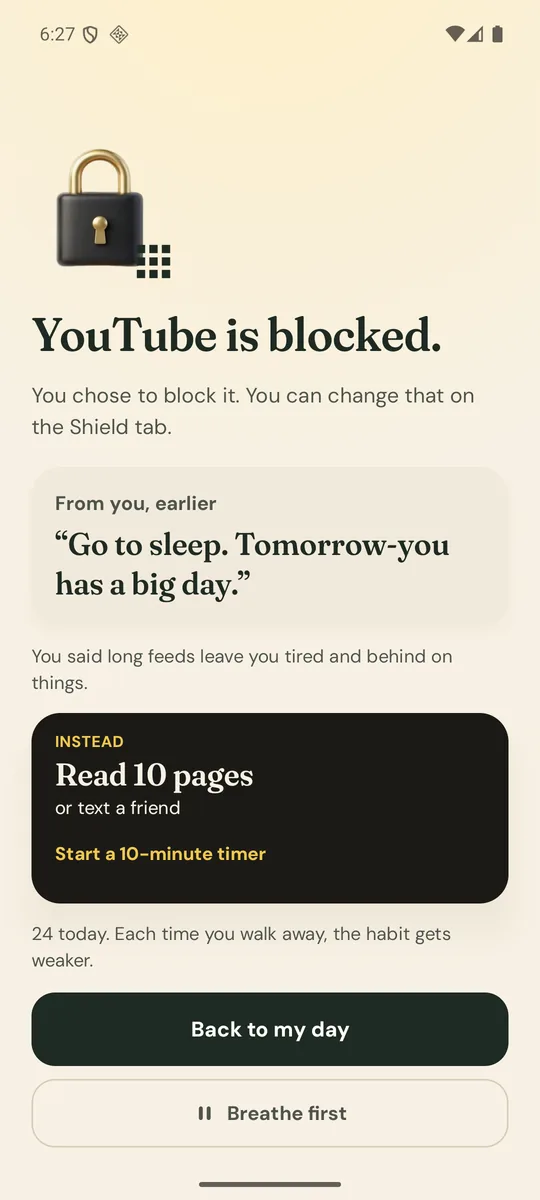 6:27
YouTube is blocked.
You chose to block it. You can change that on
the Shield tab.
From you, earlier
“Go to sleep. Tomorrow-you
has a big day.”
You said long feeds leave you tired and behind on
things.
INSTEAD
Read 10 pages
or text a friend
Start a 10-minute timer
24 today. Each time you walk away, the habit gets
weaker.
Back to my day
Breathe first